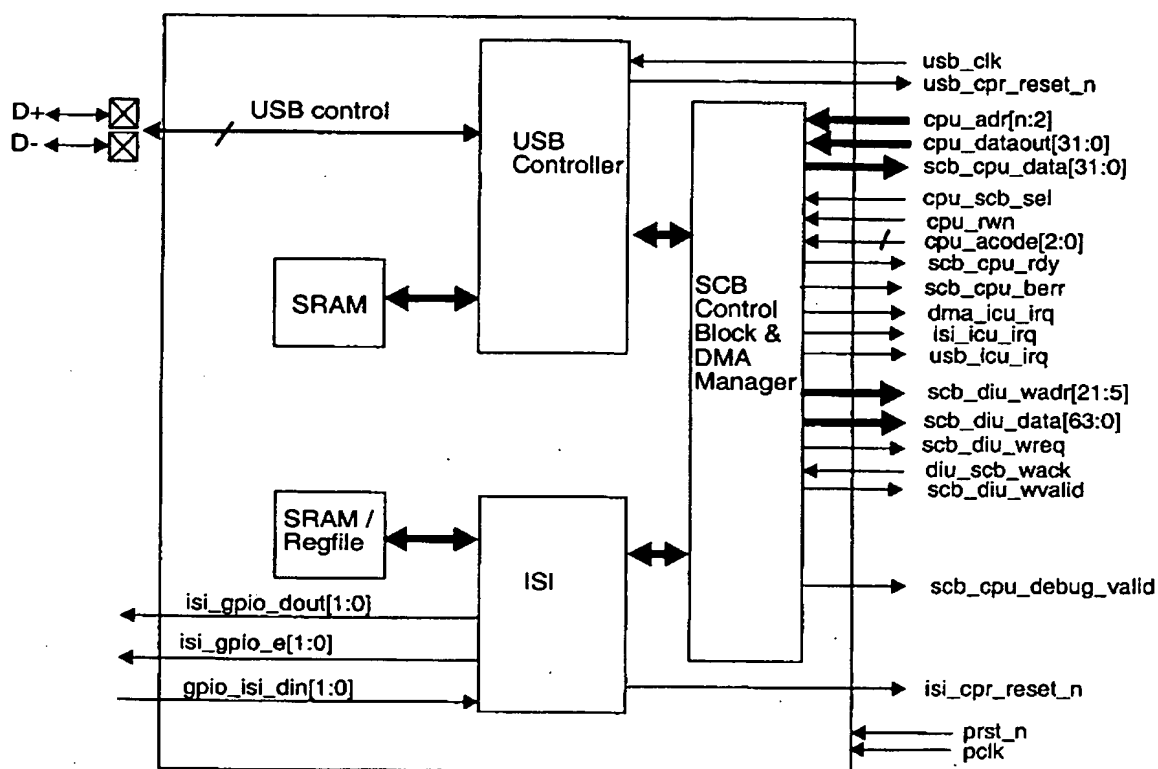 usb_clk
usb_cpr_reset_n
D+
D-
USB control
USB
Controller
cpu_adr[n:2]
cpu_dataout[31:0]
scb_cpu_data[31:0]
cpu_scb_sel
cpu_rwn
cpu_acode[2:0]
scb_cpu_rdy
scb_cpu_berr
dma_icu_irq
isi_icu_irq
usb_icu_irq
SRAM
SCB
Control
Block &
DMA
Manager
scb_diu_wadr[21:5]
scb_diu_data[63:0]
scb_diu_wreq
diu_scb_wack
scb_diu_wvalid
SRAM /
Regfile
ISI
scb_cpu_debug_valid
isi_gpio_dout[1:0]
isi_gpio_e[1:0]
gpio_isi_din[1:0]
isi_cpr_reset_n
prst_n
pclk